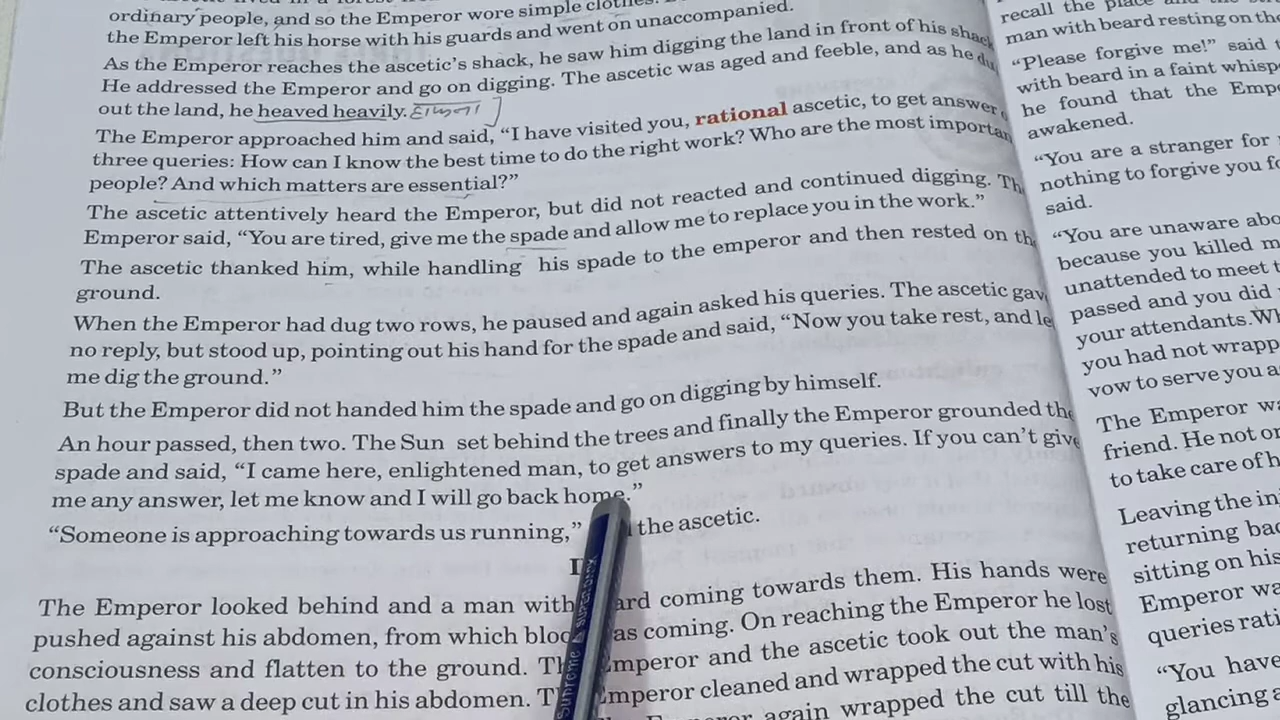 ordinary people, and so the Emperor wore simple clothes.
the Emperor left his horse with his guards and went on unaccompanied.
As the Emperor reaches the ascetic's shack, he saw him digging the land in front of his shack
He addressed the Emperor and go on digging. The ascetic was aged and feeble, and as he du
out the land, he heaved heavily.
The Emperor approached him and said, "I have visited you, rational ascetic, to get answer
three queries: How can I know the best time to do the right work? Who are the most importan
people? And which matters are essential?"
The ascetic attentively heard the Emperor, but did not reacted and continued digging. Th
Emperor said, "You are tired, give me the spade and allow me to replace you in the work."
The ascetic thanked him, while handling his spade to the emperor and then rested on th
ground.
When the Emperor had dug two rows, he paused and again asked his queries. The ascetic gav
no reply, but stood up, pointing out his hand for the spade and said, "Now you take rest, and le
me dig the ground."
But the Emperor did not handed him the spade and go on digging by himself.
An hour passed, then two. The Sun set behind the trees and finally the Emperor grounded the
spade and said, "I came here, enlightened man, to get answers to my queries. If you can't give
me any answer, let me know and I will go back home."
"Someone is approaching towards us running," the ascetic.
The Emperor looked behind and a man with ard coming towards them. His hands were
pushed against his abdomen, from which bloo as coming. On reaching the Emperor he lost
consciousness and flatten to the ground. Th Emperor and the ascetic took out the man's
clothes and saw a deep cut in his abdomen. T Emperor cleaned and wrapped the cut with his
again wrapped the cut till the
recall the place
man with beard resting on th
"Please forgive me!" said
with beard in a faint whisp
he found that the Empe
awakened.
"You are a stranger for
nothing to forgive you fo
said.
"You are unaware abo
because you killed m
unattended to meet t
passed and you did
your attendants. Wh
you had not wrapp
vow to serve you a
The Emperor wa
friend. He not on
to take care of h
Leaving the in
returning bac
sitting on his
Emperor wa
queries rati
"You have
glancing a